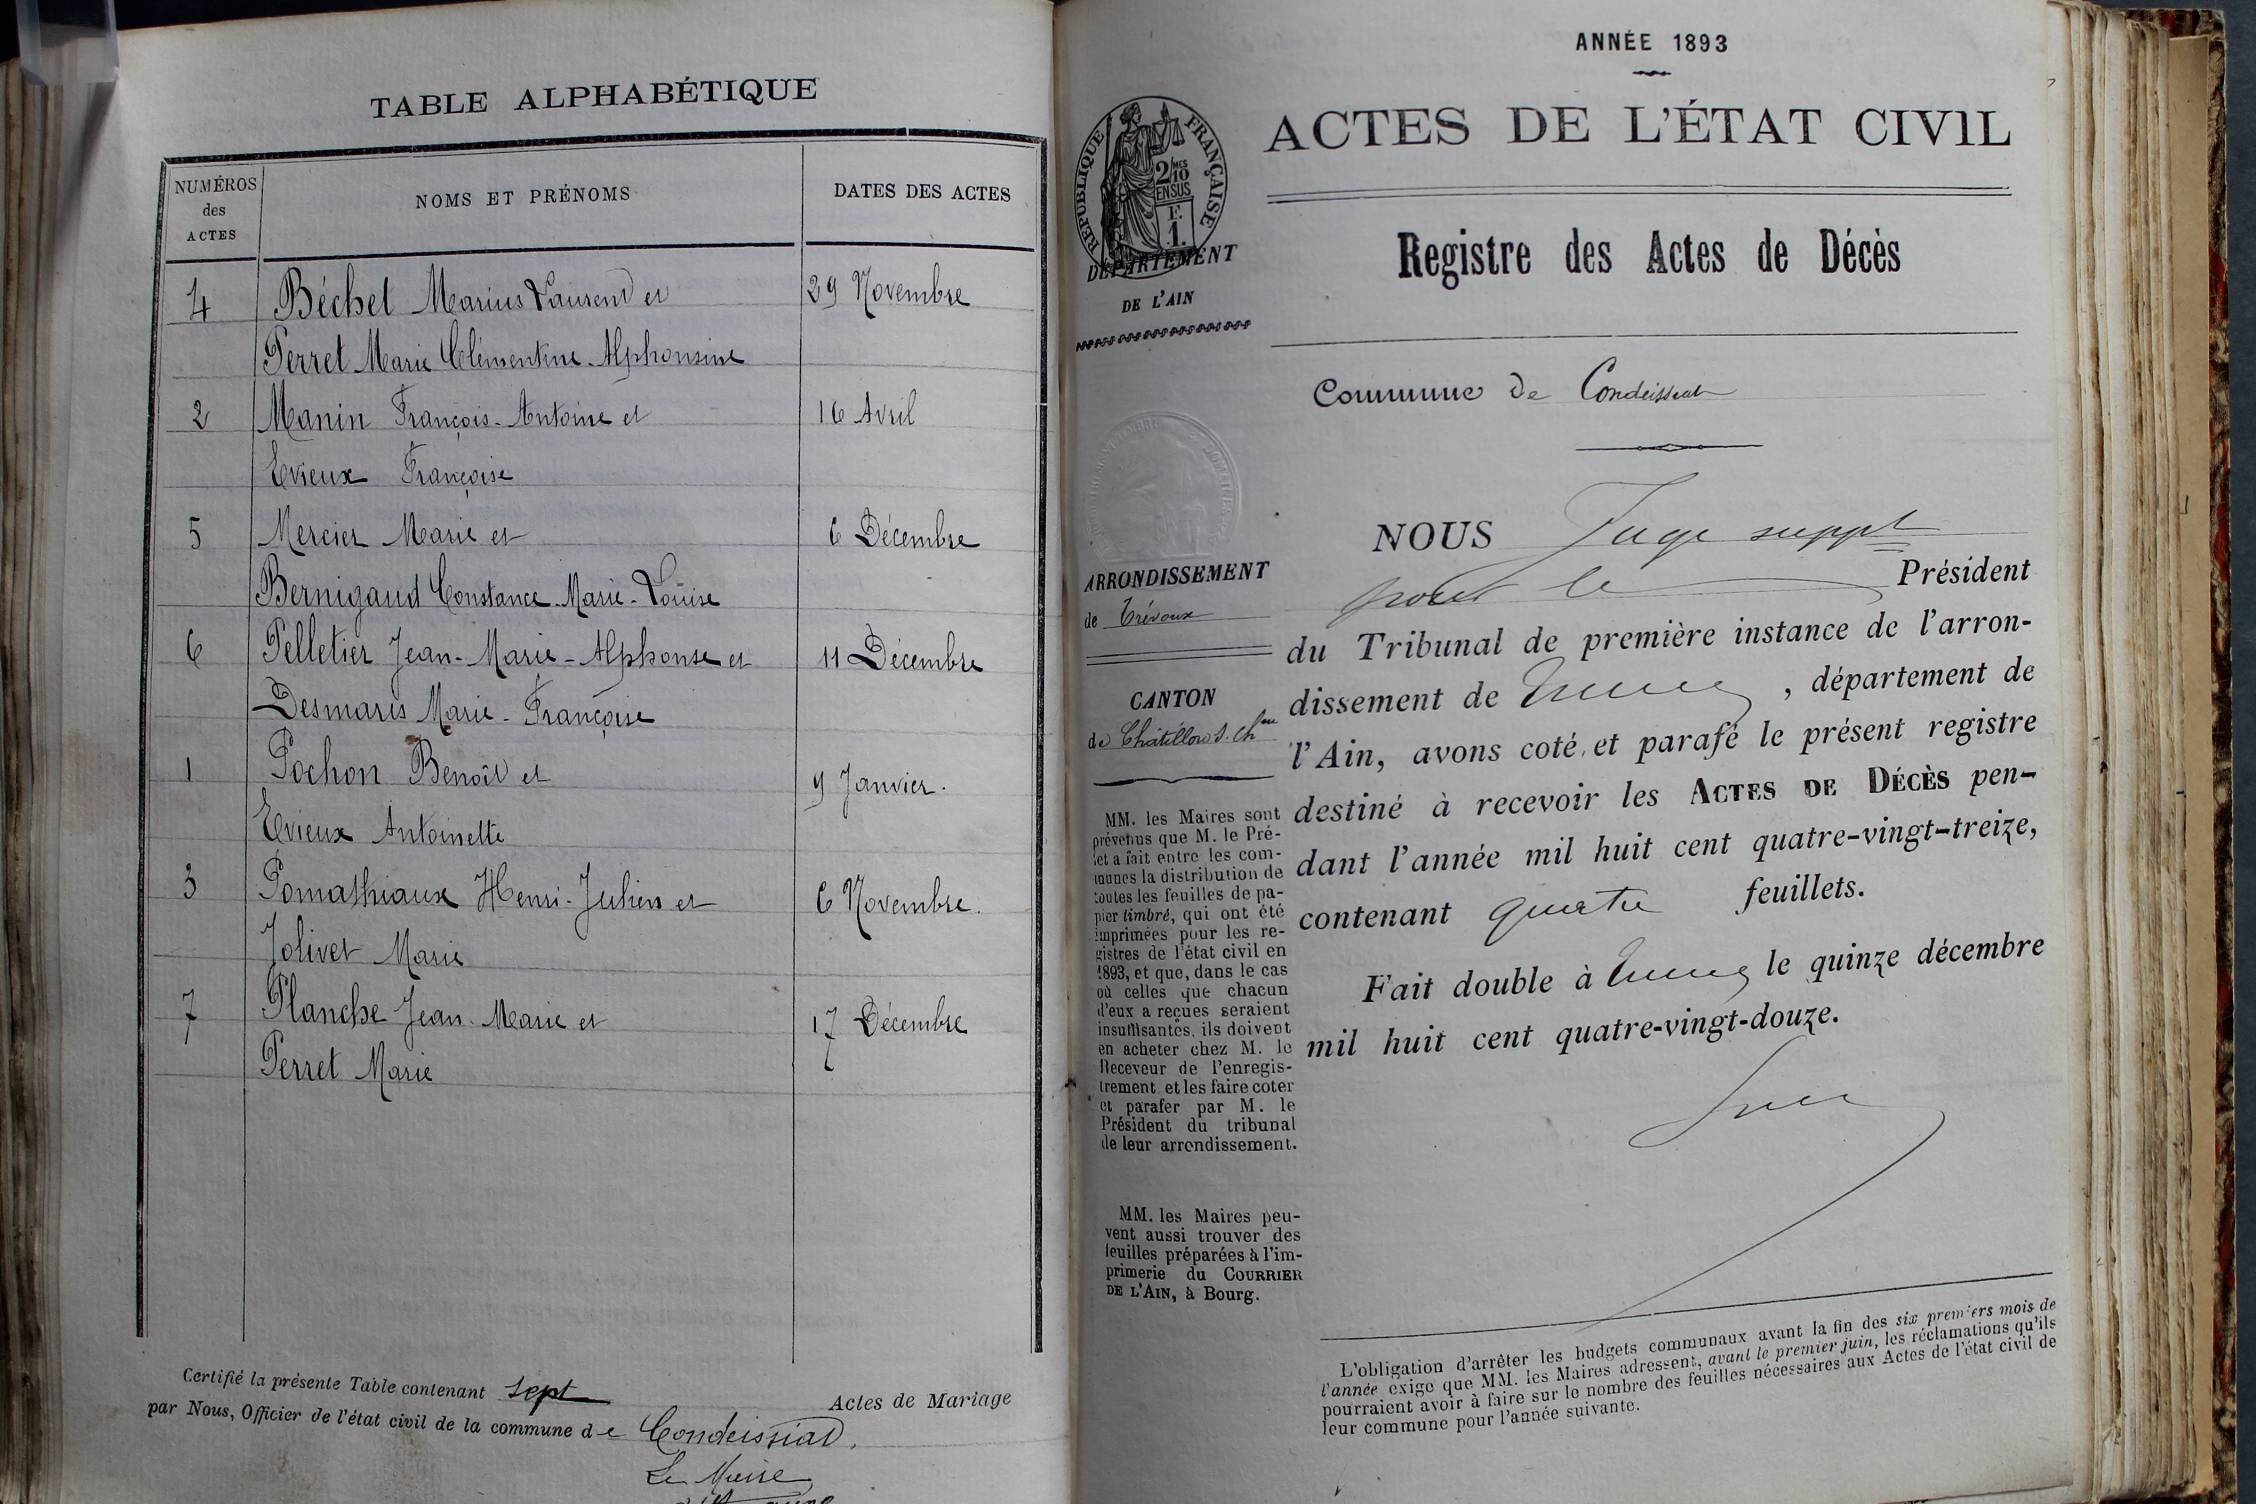 TABLE ALPHABÉTIQUE
NUMÉROS des ACTES
NOMS ET PRÉNOMS
DATES DES ACTES
4 Béchet Marius Laurent et 29 Novembre
Perret Marie Clémentine-Alphonsine
2 Manin François-Antoine et 16 Avril
Evieux Françoise
5 Mercier Marie et 6 Décembre
Bernigaud Constance-Marie-Louise
6 Pelletier Jean-Marie-Alphonse et 11 Décembre
Desmaris Marie-Françoise
1 Pochon Benoît et 9 Janvier.
Evieux Antoinette
3 Pomathiaux Henri-Julien et 6 Novembre.
Jolivet Marie
7 Planche Jean-Marie et 17 Décembre
Perret Marie
Certifié la présente Table contenant sept Actes de Mariage
par Nous, Officier de l'état civil de la commune de Condeissiat.
Le Maire
ANNÉE 1893
ACTES DE L'ÉTAT CIVIL
RÉPUBLIQUE FRANÇAISE
2/10 MES
EN SUS
F.
1.
DÉPARTEMENT
DE L'AIN
Registre des Actes de Décès
Commune de Condeissiat
NOUS Juge suppt
pour le Président
du Tribunal de première instance de l'arron-
dissement de Trévoux, département de
l'Ain, avons coté et parafé le présent registre
destiné à recevoir les ACTES DE DÉCÈS pen-
dant l'année mil huit cent quatre-vingt-treize,
contenant quatre feuillets.
Fait double à Trévoux le quinze décembre
mil huit cent quatre-vingt-douze.
ARRONDISSEMENT
de Trévoux
CANTON
de Châtillon s. Chne
MM. les Maires sont
prévenus que M. le Pré-
fet a fait entre les com-
munes la distribution de
toutes les feuilles de pa-
pier timbré, qui ont été
imprimées pour les re-
gistres de l'état civil en
1893, et que, dans le cas
où celles que chacun
d'eux a reçues seraient
insuffisantes, ils doivent
en acheter chez M. le
Receveur de l'enregis-
trement et les faire coter
et parafer par M. le
Président du tribunal
de leur arrondissement.
MM. les Maires peu-
vent aussi trouver des
feuilles préparées à l'im-
primerie du COURRIER
DE L'AIN, à Bourg.
L'obligation d'arrêter les budgets communaux avant la fin des six premiers mois de
l'année exige que MM. les Maires adressent, avant le premier juin, les réclamations qu'ils
pourraient avoir à faire sur le nombre des feuilles nécessaires aux Actes de l'état civil de
leur commune pour l'année suivante.